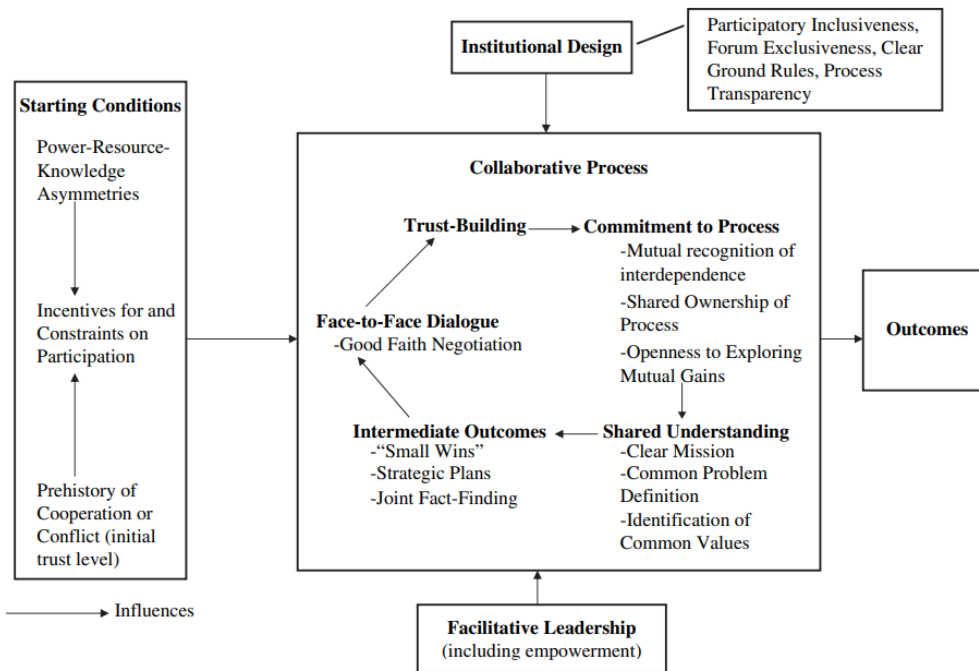 Institutional Design
Participatory Inclusiveness,
Forum Exclusiveness, Clear
Ground Rules, Process
Transparency
Starting Conditions
Power-Resource-
Knowledge
Asymmetries
Incentives for and
Constraints on
Participation
Prehistory of
Cooperation or
Conflict (initial
trust level)
Influences
Collaborative Process
Trust-Building
Commitment to Process
-Mutual recognition of
interdependence
-Shared Ownership of
Process
-Openness to Exploring
Mutual Gains
Face-to-Face Dialogue
-Good Faith Negotiation
Intermediate Outcomes
-“Small Wins”
-Strategic Plans
-Joint Fact-Finding
Shared Understanding
-Clear Mission
-Common Problem
Definition
-Identification of
Common Values
Outcomes
Facilitative Leadership
(including empowerment)